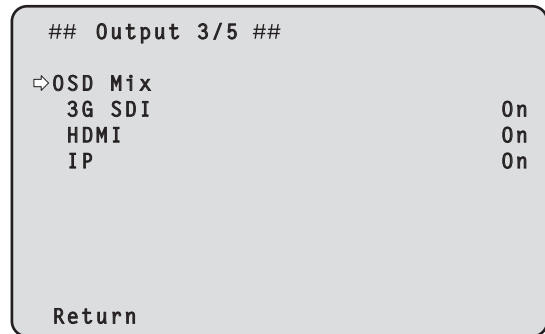 ## Output 3/5 ##
⇨OSD Mix
3G SDI On
HDMI On
IP On
Return